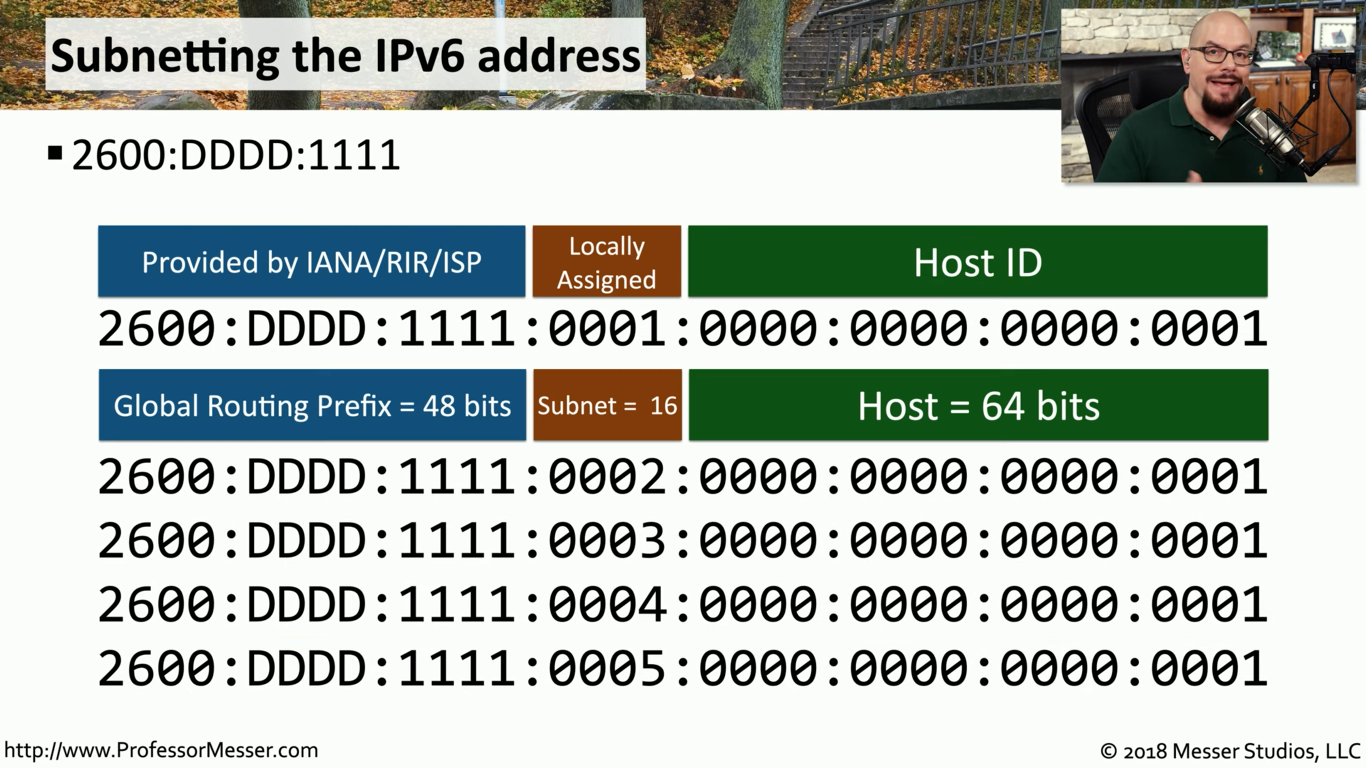 Subnetting the IPv6 address
▪ 2600:DDDD:1111
Provided by IANA/RIR/ISP
Locally
Assigned
Host ID
2600:DDDD:1111:0001:0000:0000:0000:0001
Global Routing Prefix = 48 bits
Subnet = 16
Host = 64 bits
2600:DDDD:1111:0002:0000:0000:0000:0001
2600:DDDD:1111:0003:0000:0000:0000:0001
2600:DDDD:1111:0004:0000:0000:0000:0001
2600:DDDD:1111:0005:0000:0000:0000:0001
http://www.ProfessorMesser.com
© 2018 Messer Studios, LLC